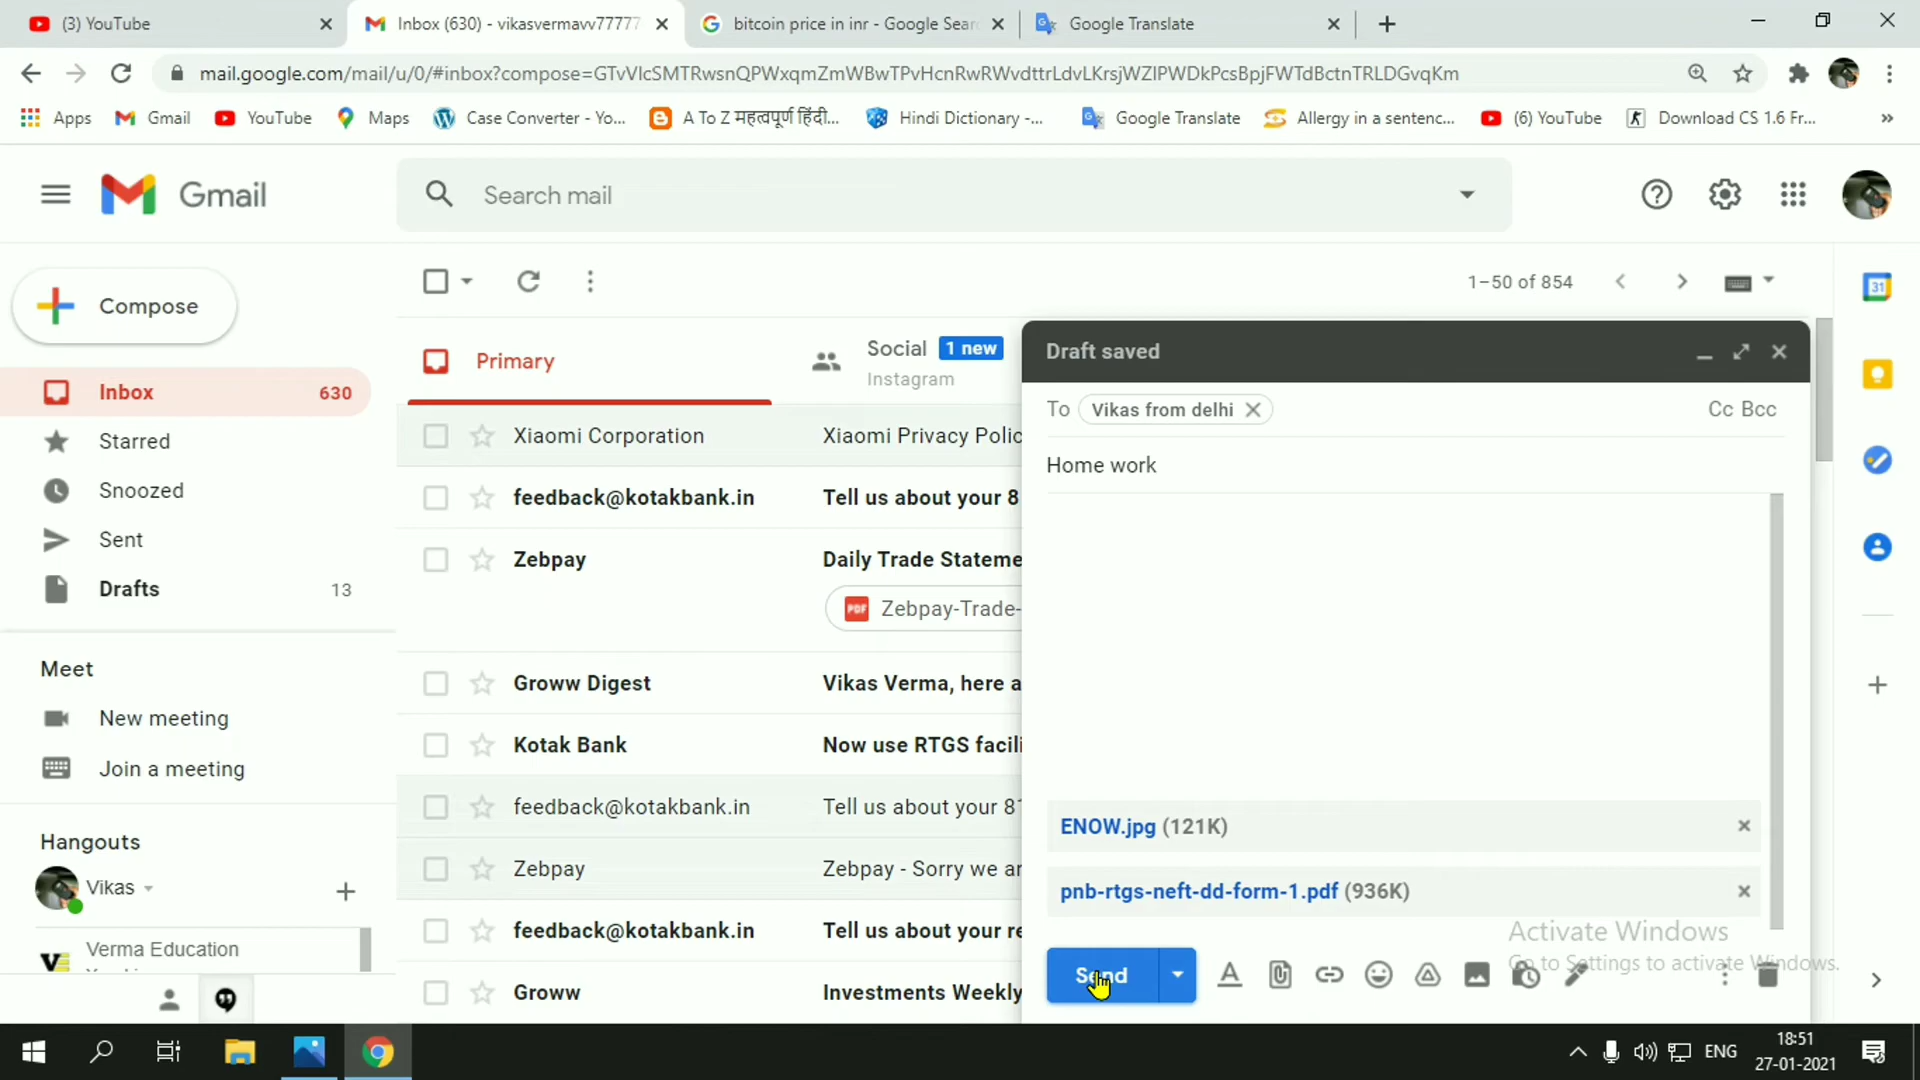 (3) YouTube
Inbox (630) - vikasvermavv77777
bitcoin price in inr - Google Sear
Google Translate
mail.google.com/mail/u/0/#inbox?compose=GTvVlcSMTRwsnQPWxqmZmWBwTPvHcnRwRWvdttrLdvLKrsjWZlPWDkPcsBpjFWTdBctnTRLDGvqKm
Apps
Gmail
YouTube
Maps
Case Converter - Yo...
A To Z महत्वपूर्ण हिंदी...
Hindi Dictionary -...
Google Translate
Allergy in a sentenc...
(6) YouTube
Download CS 1.6 Fr...
Gmail
Search mail
Compose
1–50 of 854
Inbox 630
Starred
Snoozed
Sent
Drafts 13
Meet
New meeting
Join a meeting
Hangouts
Vikas
Verma Education
Primary
Social 1 new
Instagram
Xiaomi Corporation Xiaomi Privacy Polic
feedback@kotakbank.in Tell us about your 8
Zebpay Daily Trade Stateme
PDF Zebpay-Trade-
Groww Digest Vikas Verma, here a
Kotak Bank Now use RTGS facili
feedback@kotakbank.in Tell us about your 81
Zebpay Zebpay - Sorry we ar
feedback@kotakbank.in Tell us about your re
Groww Investments Weekly
Draft saved
To Vikas from delhi Cc Bcc
Home work
ENOW.jpg (121K)
pnb-rtgs-neft-dd-form-1.pdf (936K)
Send
Activate Windows
Go to Settings to activate Windows.
31
ENG
18:51
27-01-2021